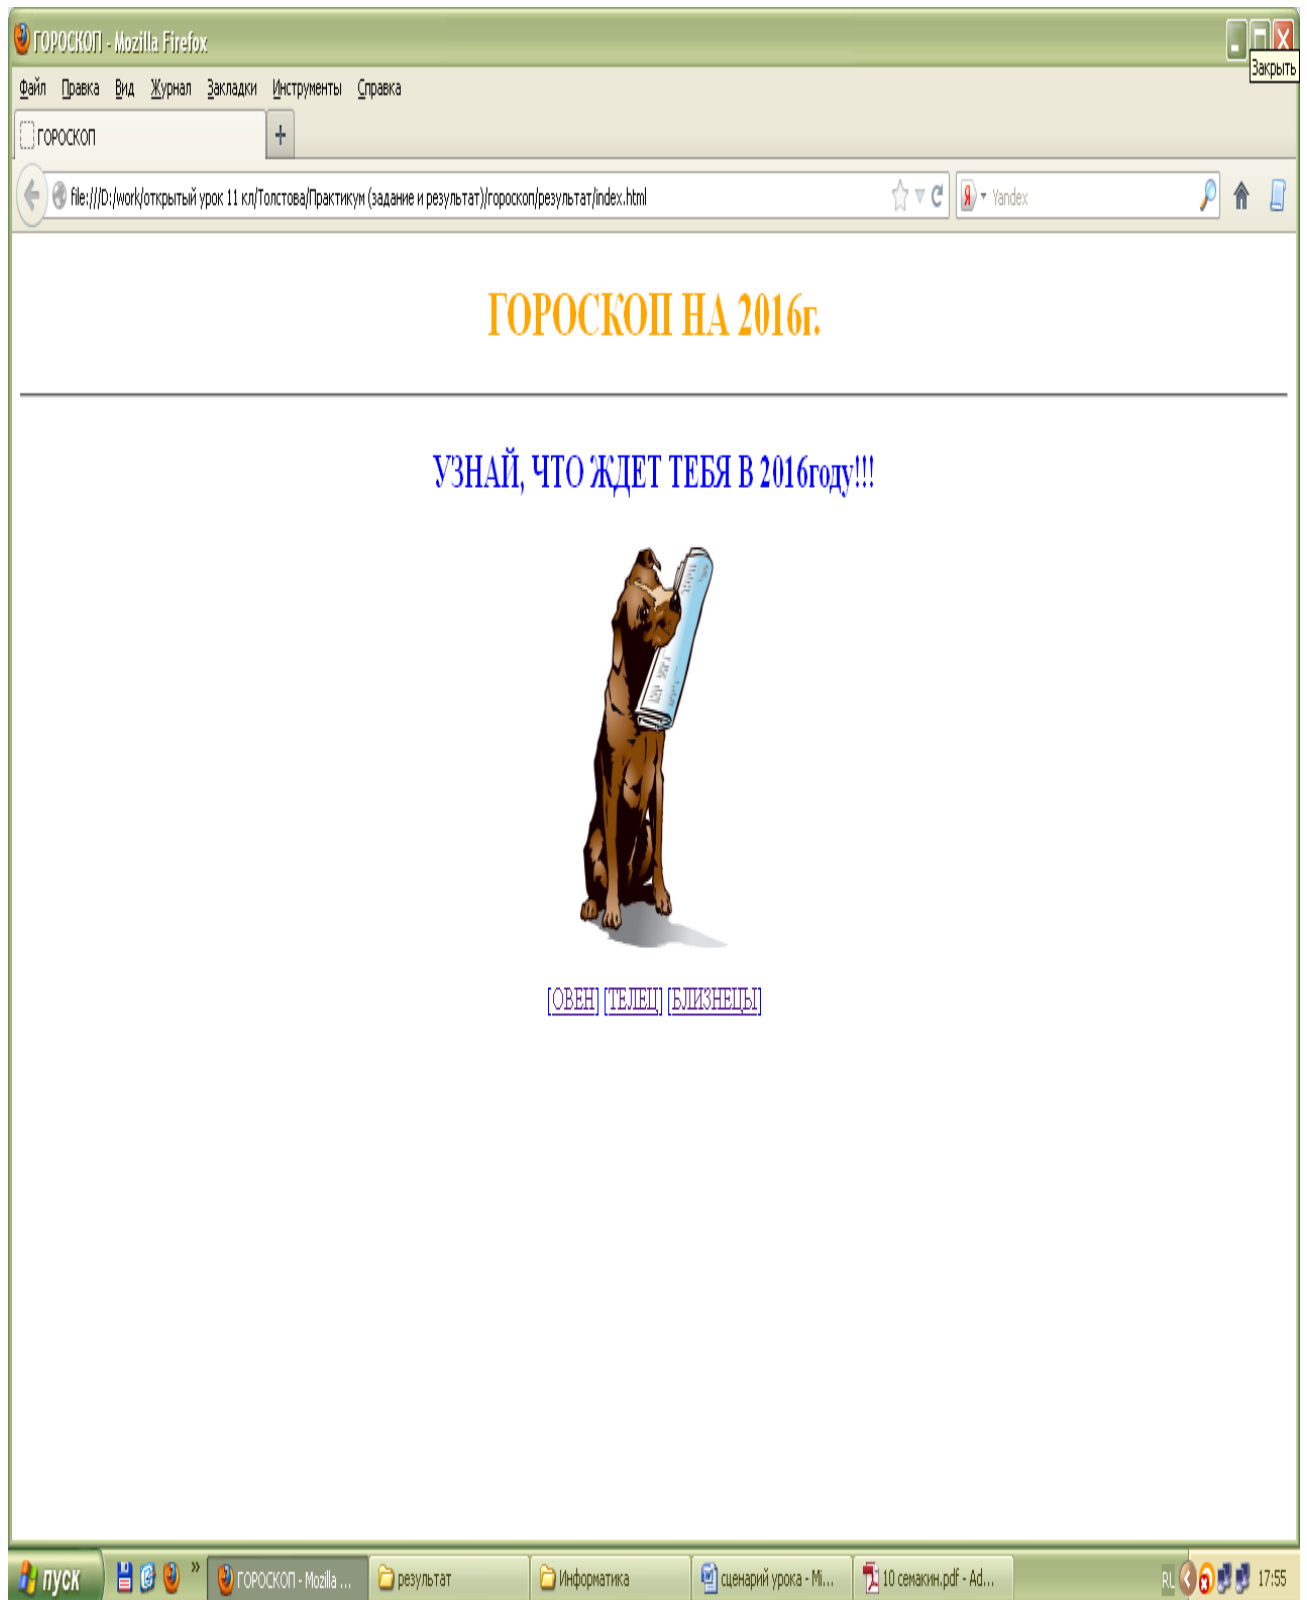 ГОРОСКОП - Mozilla Firefox
Закрыть
Файл Правка Вид Журнал Закладки Инструменты Справка
ГОРОСКОП
file:///D:/work/открытый урок 11 кл/Толстова/Практикум (задание и результат)/гороскоп/результат/index.html
Yandex
ГОРОСКОП НА 2016г.
УЗНАЙ, ЧТО ЖДЕТ ТЕБЯ В 2016году!!!
[ОВЕН] [ТЕЛЕЦ] [БЛИЗНЕЦЫ]
пуск » ГОРОСКОП - Mozilla ... результат Информатика сценарий урока - Mi... 10 семакин.pdf - Ad... RL 17:55